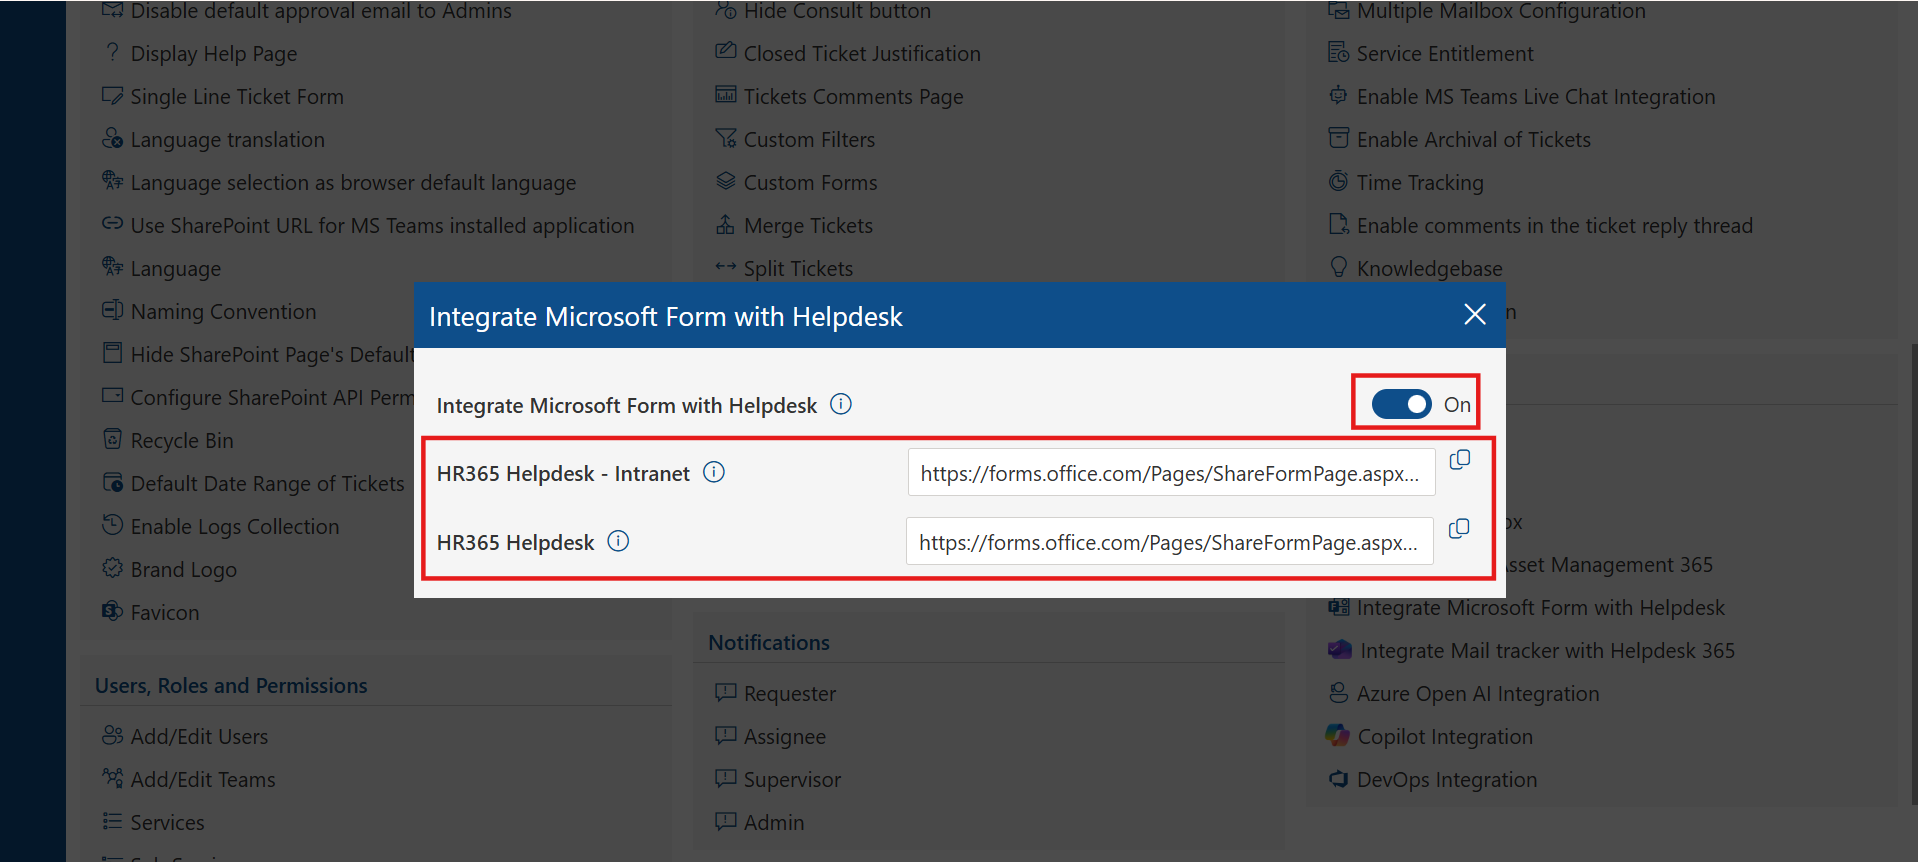 Disable default approval email to Admins
Display Help Page
Single Line Ticket Form
Language translation
Language selection as browser default language
Use SharePoint URL for MS Teams installed application
Language
Naming Convention
Hide SharePoint Page's Default
Configure SharePoint API Perm
Recycle Bin
Default Date Range of Tickets
Enable Logs Collection
Brand Logo
Favicon
Users, Roles and Permissions
Add/Edit Users
Add/Edit Teams
Services
Hide Consult button
Closed Ticket Justification
Tickets Comments Page
Custom Filters
Custom Forms
Merge Tickets
Split Tickets
Integrate Microsoft Form with Helpdesk
Integrate Microsoft Form with Helpdesk
On
HR365 Helpdesk - Intranet
https://forms.office.com/Pages/ShareFormPage.aspx...
HR365 Helpdesk
https://forms.office.com/Pages/ShareFormPage.aspx...
Notifications
Requester
Assignee
Supervisor
Admin
Multiple Mailbox Configuration
Service Entitlement
Enable MS Teams Live Chat Integration
Enable Archival of Tickets
Time Tracking
Enable comments in the ticket reply thread
Knowledgebase
n
ox
Asset Management 365
Integrate Microsoft Form with Helpdesk
Integrate Mail tracker with Helpdesk 365
Azure Open AI Integration
Copilot Integration
DevOps Integration